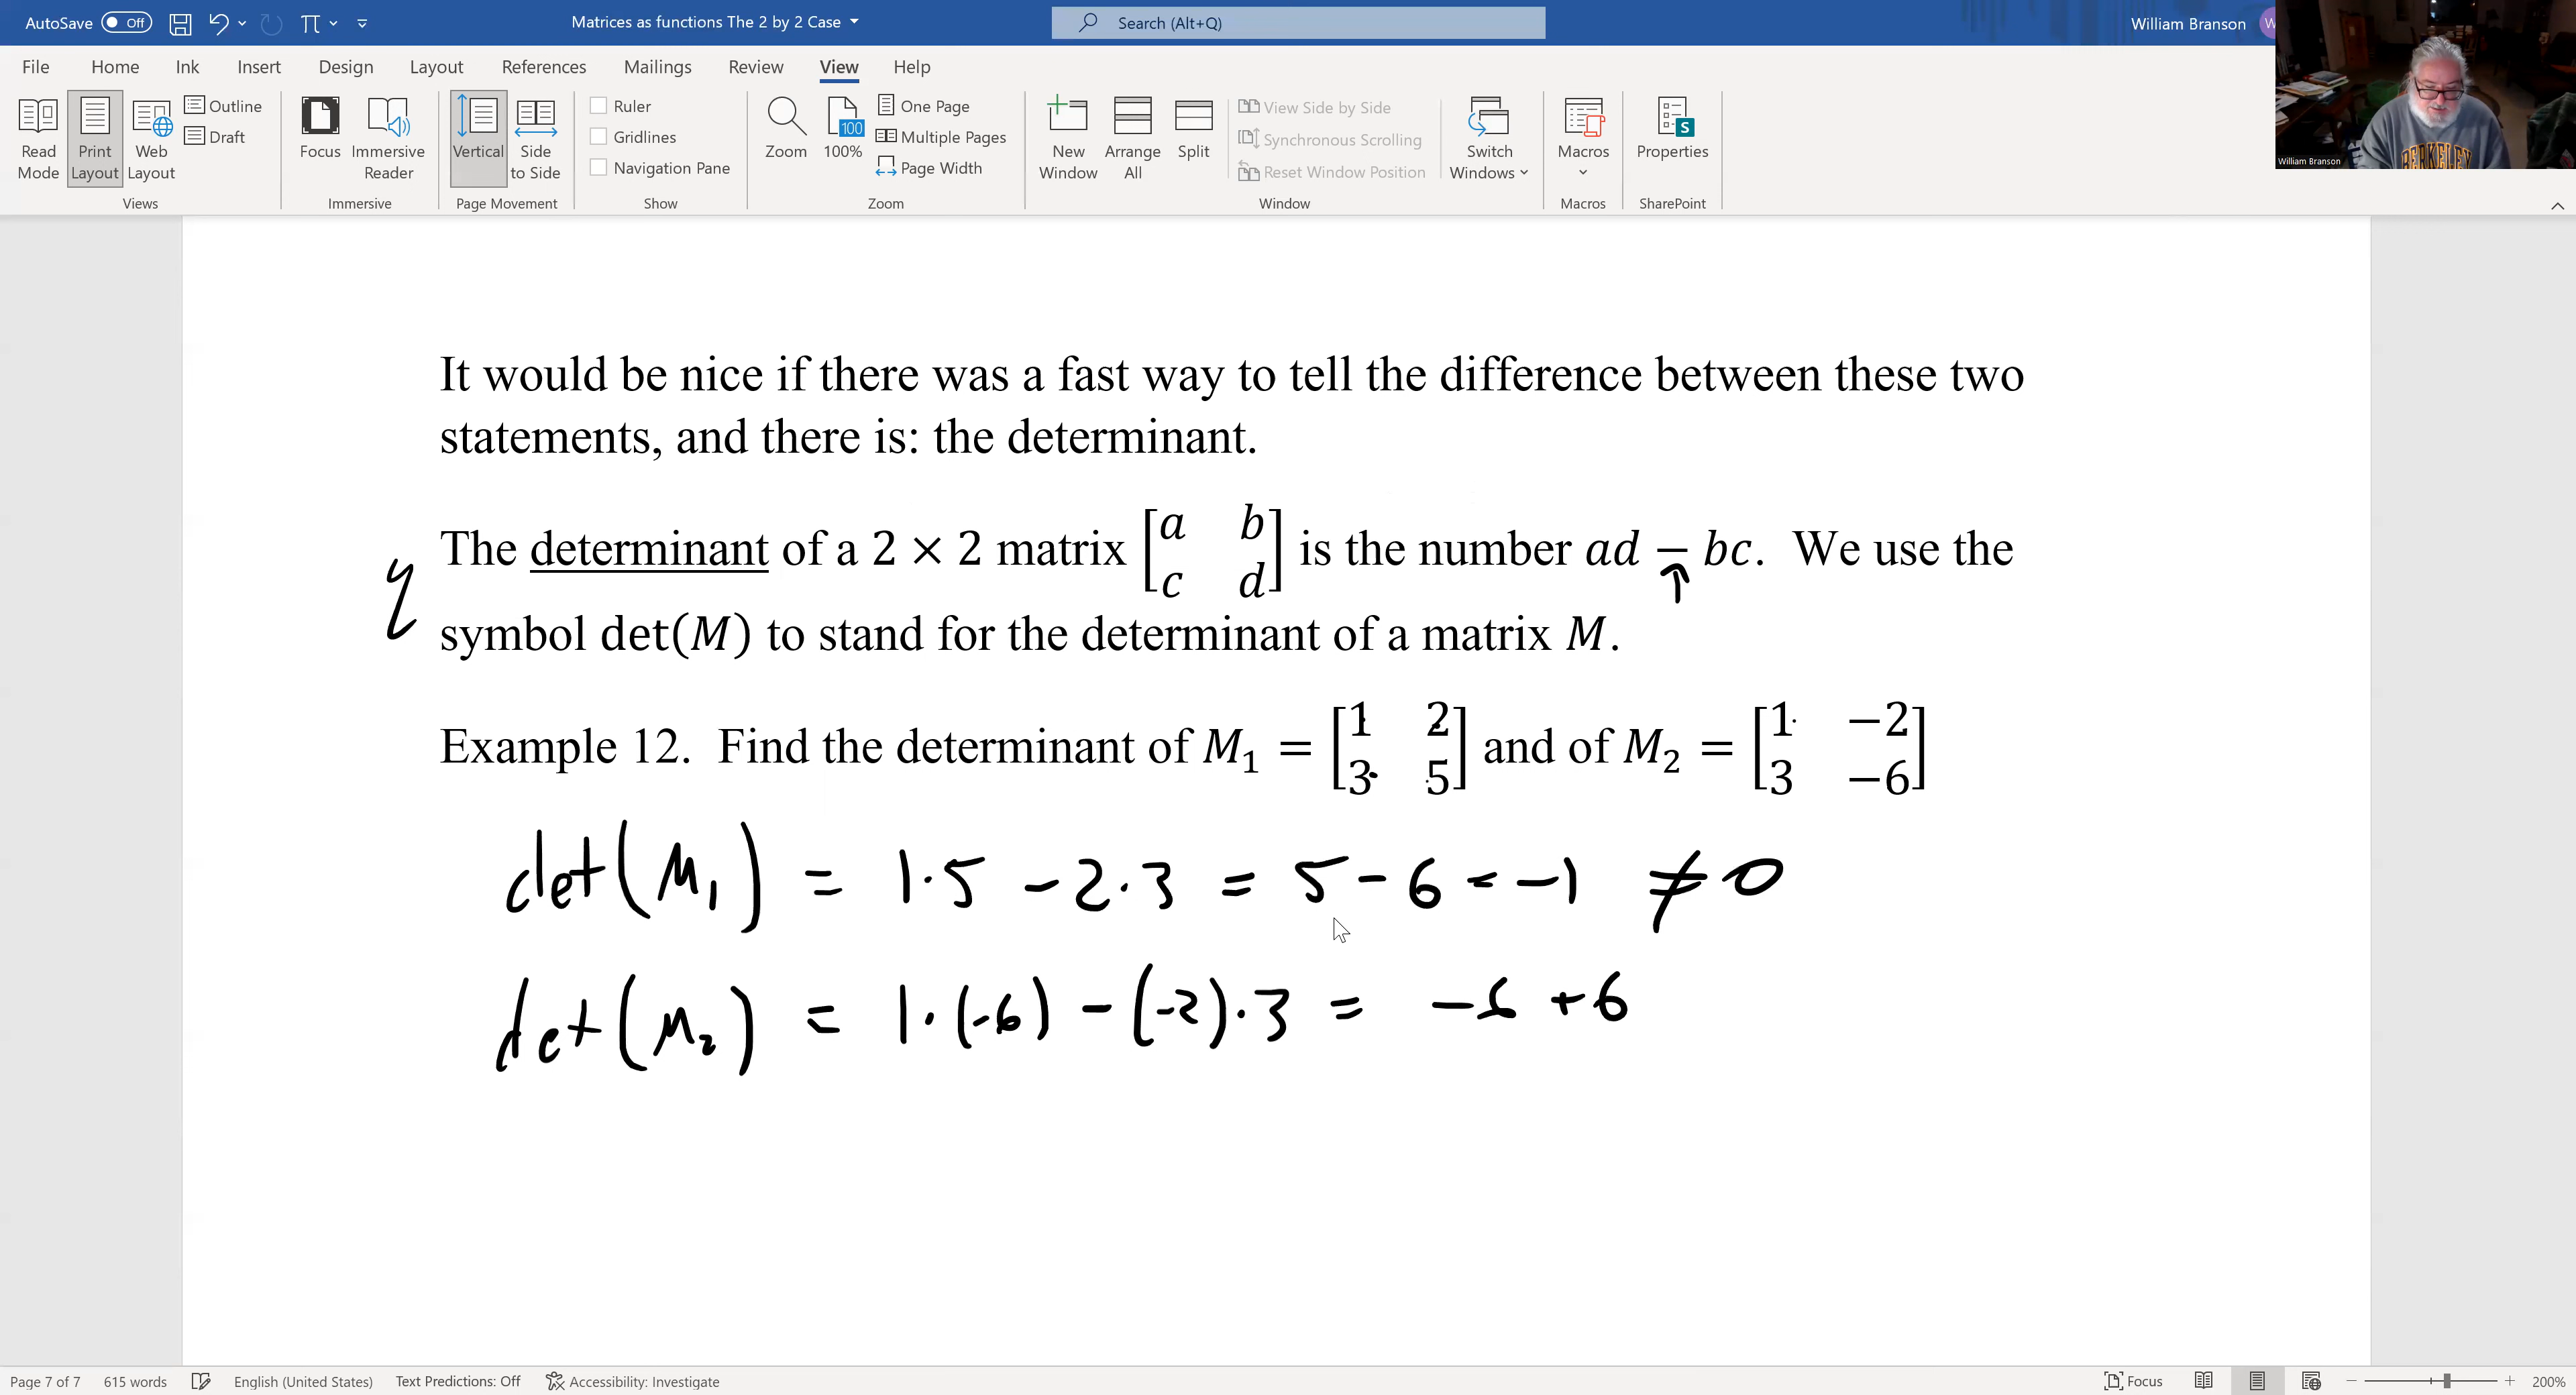 AutoSave Off Matrices as functions The 2 by 2 Case Search (Alt+Q) William Branson W
File Home Ink Insert Design Layout References Mailings Review View Help
Read Mode Print Layout Web Layout Outline Draft Focus Immersive Reader Vertical Side to Side Ruler Gridlines Navigation Pane Zoom 100 100% One Page Multiple Pages Page Width New Window Arrange All Split View Side by Side Synchronous Scrolling Reset Window Position Switch Windows Macros S Properties
Views Immersive Page Movement Show Zoom Window Macros SharePoint
William Branson
BERKELEY
It would be nice if there was a fast way to tell the difference between these two
statements, and there is: the determinant.
The determinant of a 2 × 2 matrix [a b; c d] is the number ad − bc. We use the
symbol det(M) to stand for the determinant of a matrix M.
Example 12. Find the determinant of M₁ = [1 2; 3 5] and of M₂ = [1 −2; 3 −6]
det(M₁) = 1·5 − 2·3 = 5 − 6 = −1 ≠ 0
det(M₂) = 1·(−6) − (−2)·3 = −6 + 6
Page 7 of 7 615 words English (United States) Text Predictions: Off Accessibility: Investigate Focus 200%